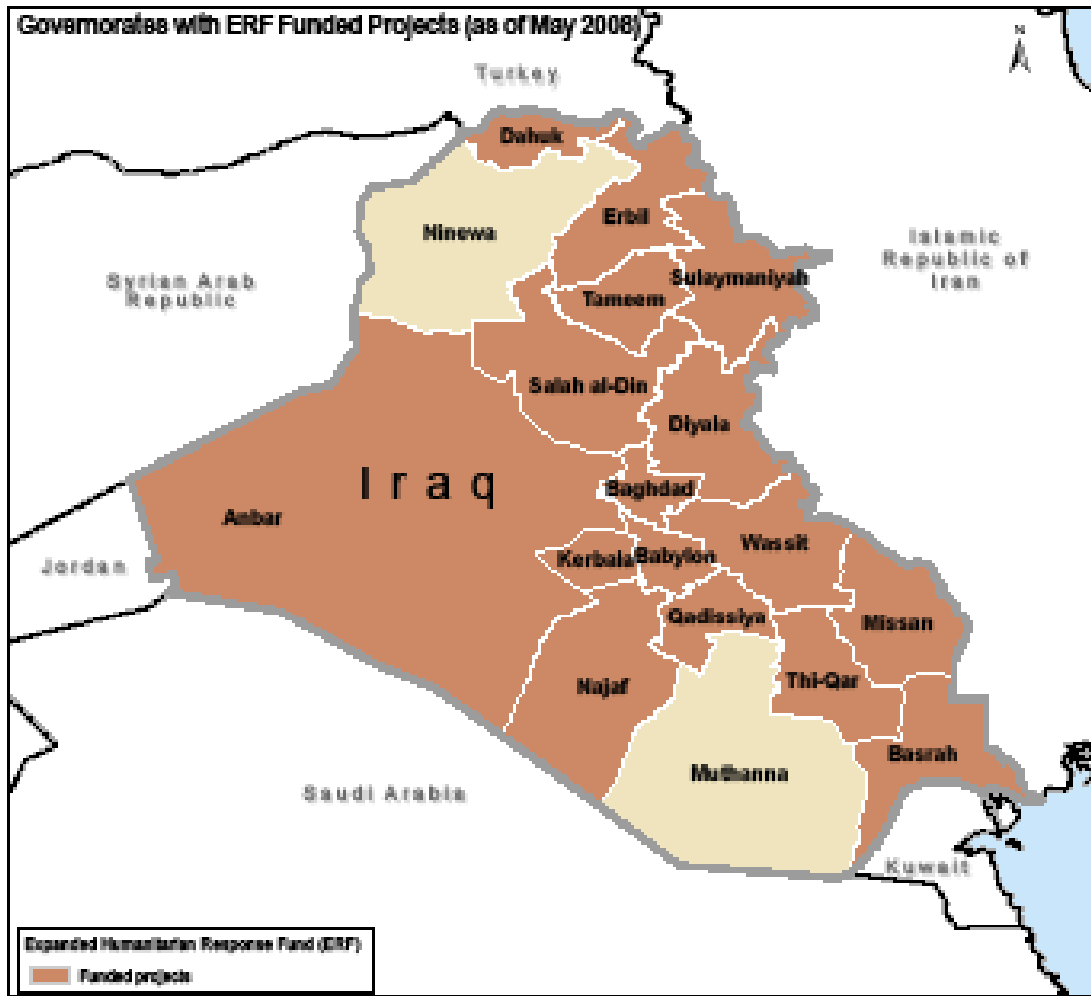 Governorates with ERF Funded Projects (as of May 2008)
N
Turkey
Dahuk
Ninewa
Erbil
Islamic
Republic of
Iran
Syrian Arab
Republic
Sulaymaniyah
Tameem
Salah al-Din
Diyala
Iraq
Baghdad
Anbar
Wassit
Kerbala
Babylon
Jordan
Qadissiya
Missan
Najaf
Thi-Qar
Basrah
Muthanna
Saudi Arabia
Kuwait
Expanded Humanitarian Response Fund (ERF)
Funded projects